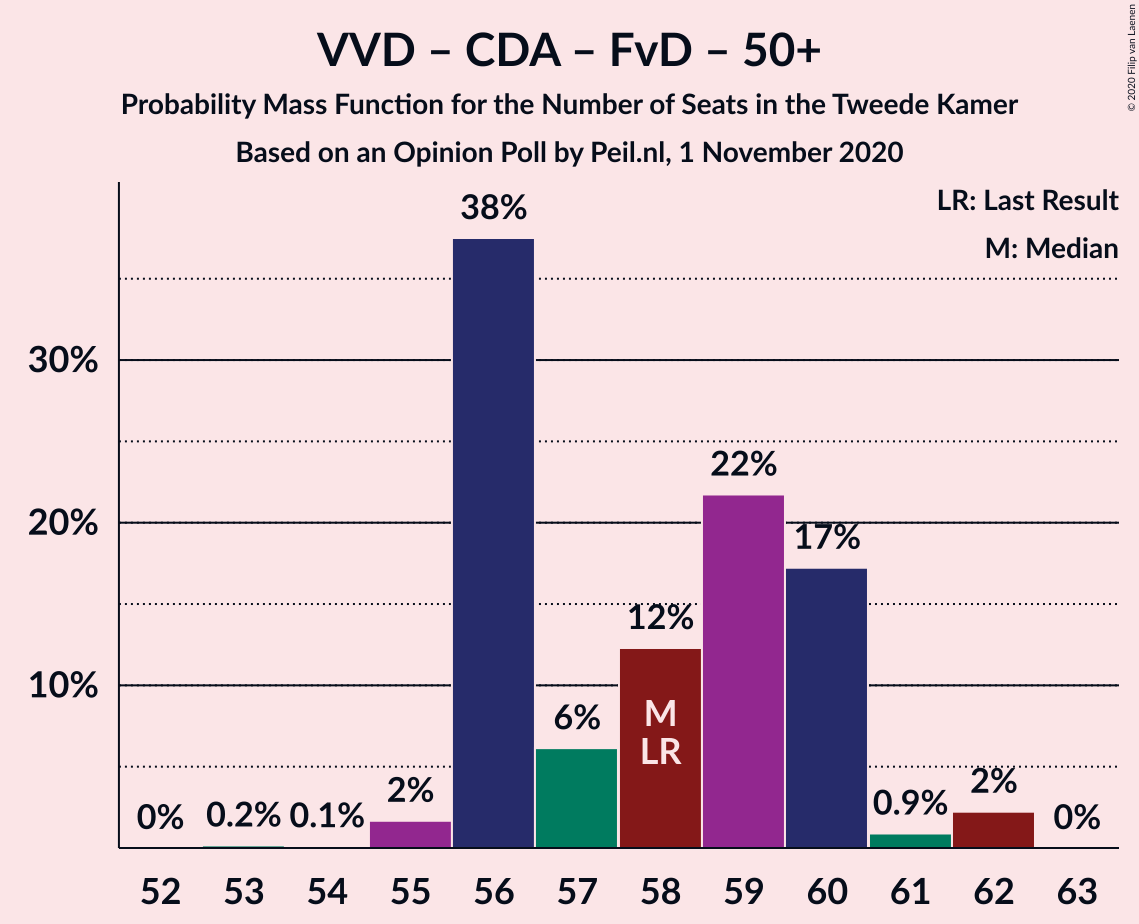 VVD – CDA – FvD – 50+
Probability Mass Function for the Number of Seats in the Tweede Kamer
Based on an Opinion Poll by Peil.nl, 1 November 2020
© 2020 Filip van Laenen
LR: Last Result
M: Median
30%
20%
10%
0%
0.2%
0.1%
2%
38%
6%
12%
M
LR
22%
17%
0.9%
2%
0%
52 53 54 55 56 57 58 59 60 61 62 63